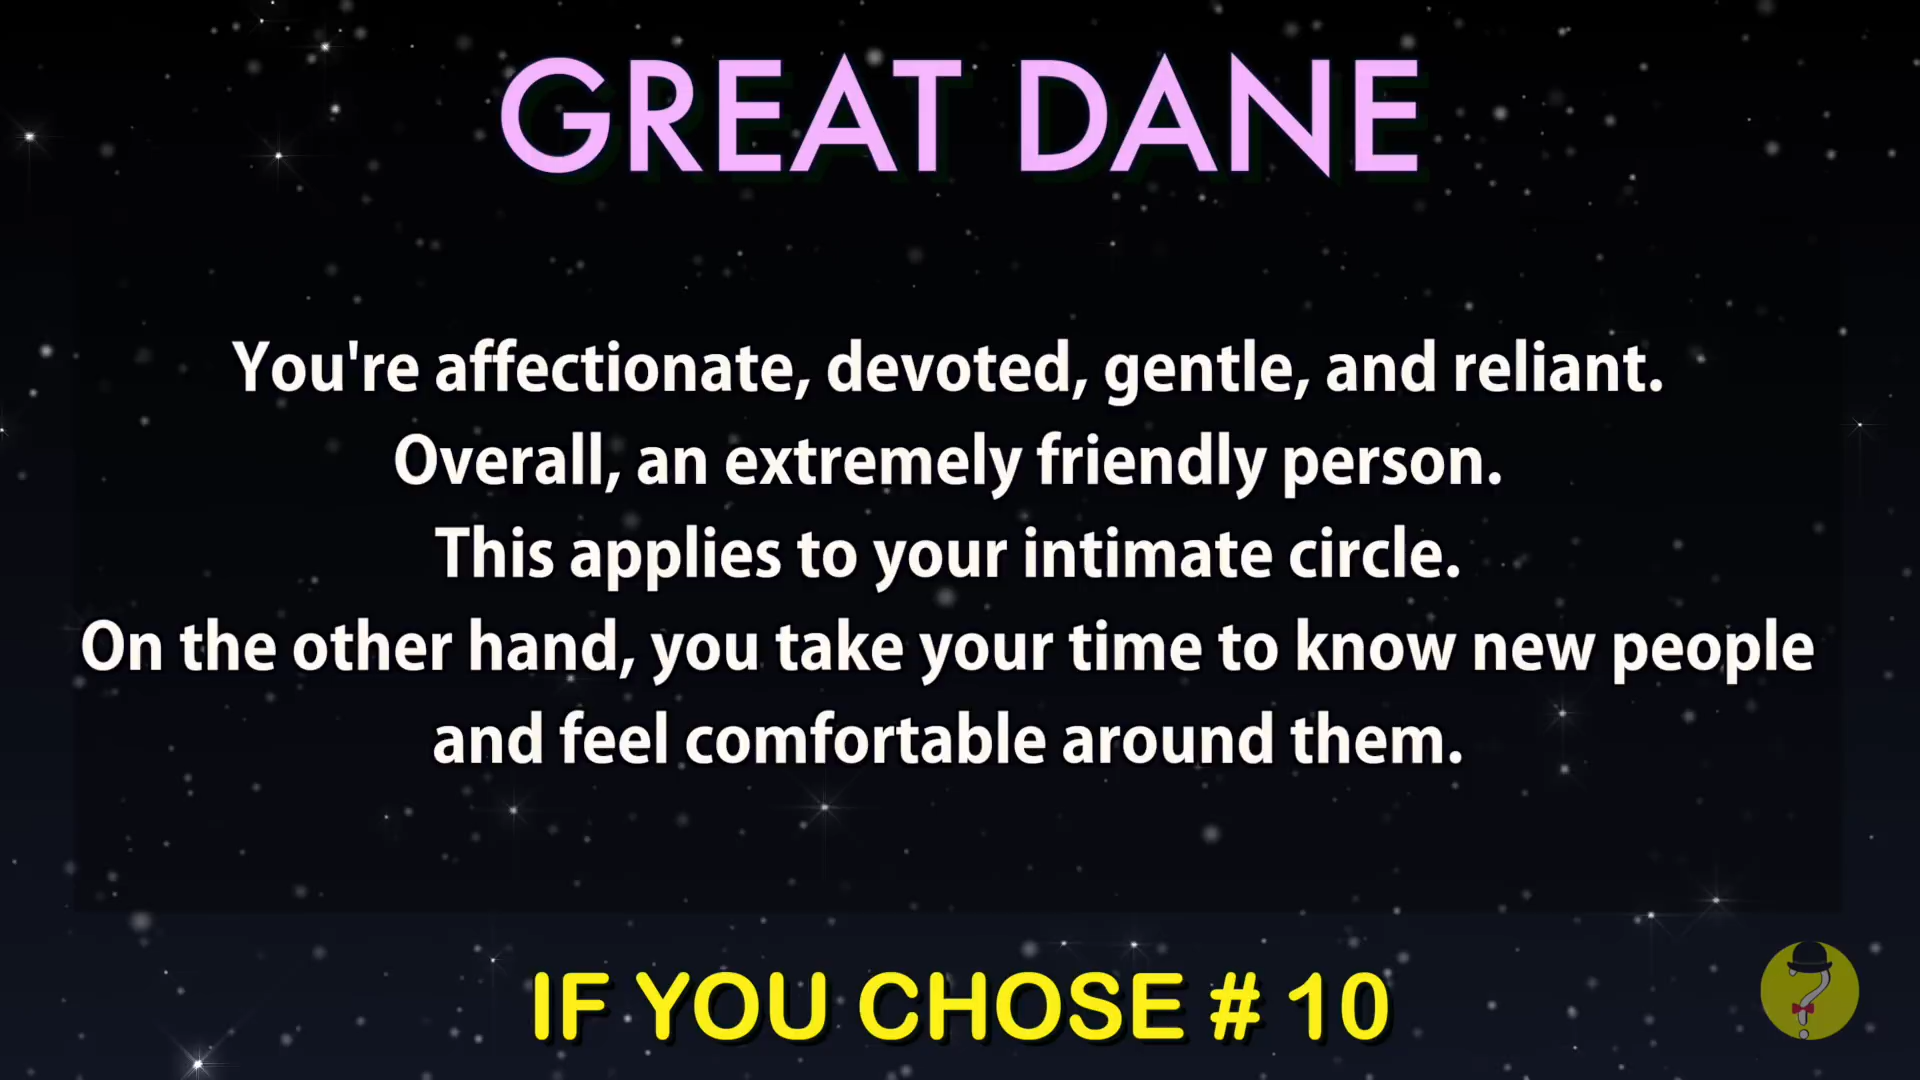 GREAT DANE
You're affectionate, devoted, gentle, and reliant.
Overall, an extremely friendly person.
This applies to your intimate circle.
On the other hand, you take your time to know new people
and feel comfortable around them.
IF YOU CHOSE # 10